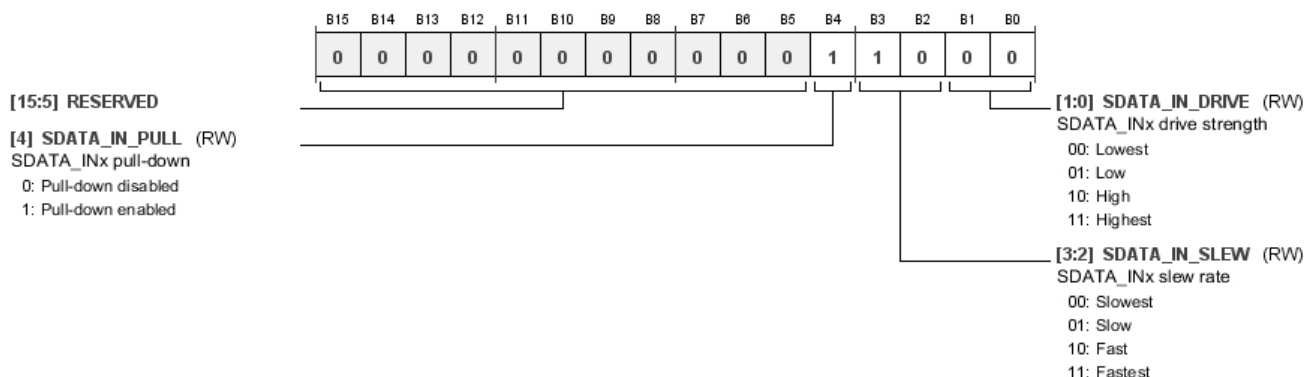 B15 B14 B13 B12 B11 B10 B9 B8 B7 B6 B5 B4 B3 B2 B1 B0
0 0 0 0 0 0 0 0 0 0 0 1 1 0 0 0
[15:5] RESERVED
[4] SDATA_IN_PULL (RW)
SDATA_INx pull-down
0: Pull-down disabled
1: Pull-down enabled
[1:0] SDATA_IN_DRIVE (RW)
SDATA_INx drive strength
00: Lowest
01: Low
10: High
11: Highest
[3:2] SDATA_IN_SLEW (RW)
SDATA_INx slew rate
00: Slowest
01: Slow
10: Fast
11: Fastest